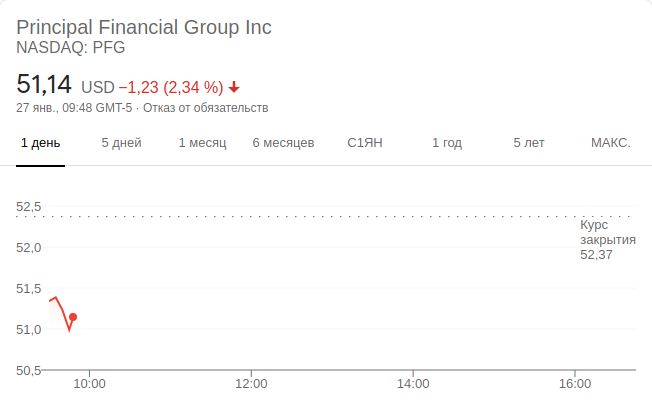 Principal Financial Group Inc
NASDAQ: PFG
51,14 USD −1,23 (2,34 %)
27 янв., 09:48 GMT-5 · Отказ от обязательств
1 день 5 дней 1 месяц 6 месяцев С1ЯН 1 год 5 лет МАКС.
52,5
Курс
закрытия
52,37
52,0
51,5
51,0
50,5
10:00 12:00 14:00 16:00